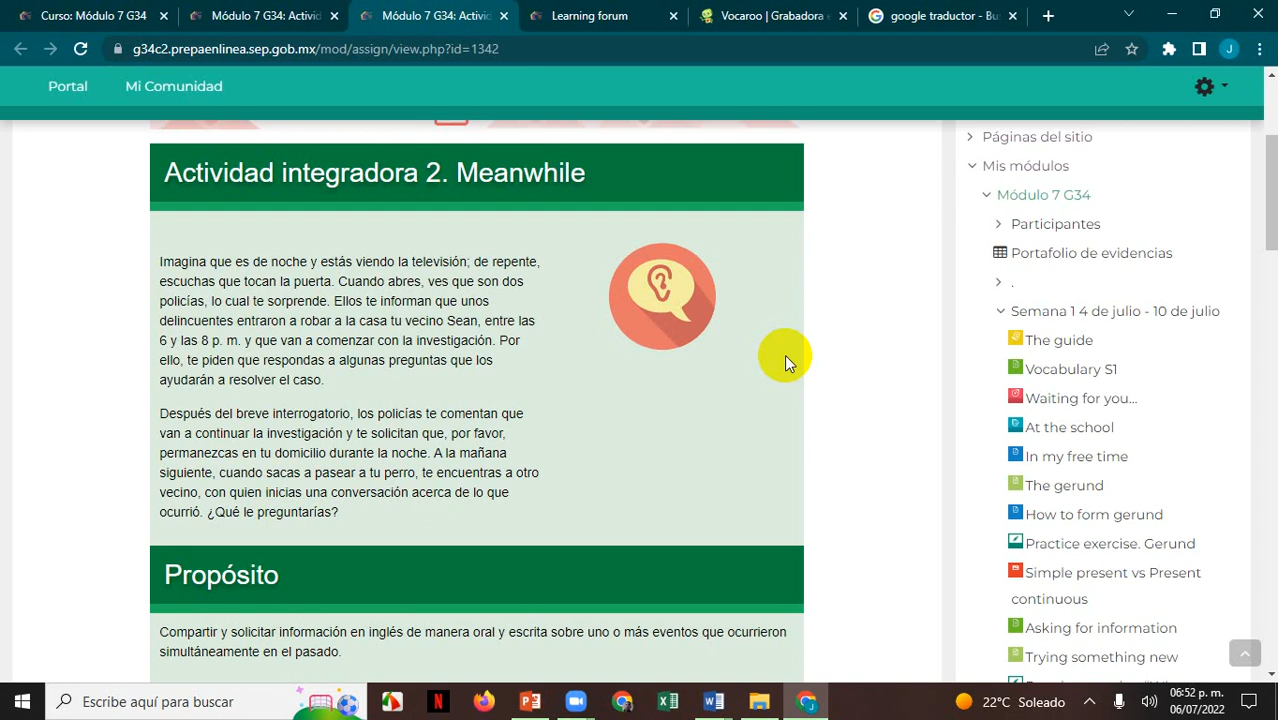 Curso: Módulo 7 G34
Módulo 7 G34: Activid
Módulo 7 G34: Activid
Learning forum
Vocaroo | Grabadora
google traductor - Bu
g34c2.prepaenlinea.sep.gob.mx/mod/assign/view.php?id=1342
J
Portal
Mi Comunidad
Actividad integradora 2. Meanwhile
Imagina que es de noche y estás viendo la televisión; de repente,
escuchas que tocan la puerta. Cuando abres, ves que son dos
policías, lo cual te sorprende. Ellos te informan que unos
delincuentes entraron a robar a la casa tu vecino Sean, entre las
6 y las 8 p. m. y que van a comenzar con la investigación. Por
ello, te piden que respondas a algunas preguntas que los
ayudarán a resolver el caso.
Después del breve interrogatorio, los policías te comentan que
van a continuar la investigación y te solicitan que, por favor,
permanezcas en tu domicilio durante la noche. A la mañana
siguiente, cuando sacas a pasear a tu perro, te encuentras a otro
vecino, con quien inicias una conversación acerca de lo que
ocurrió. ¿Qué le preguntarías?
Propósito
Compartir y solicitar información en inglés de manera oral y escrita sobre uno o más eventos que ocurrieron
simultáneamente en el pasado.
Páginas del sitio
Mis módulos
Módulo 7 G34
Participantes
Portafolio de evidencias
.
Semana 1 4 de julio - 10 de julio
The guide
Vocabulary S1
Waiting for you...
At the school
In my free time
The gerund
How to form gerund
Practice exercise. Gerund
Simple present vs Present
continuous
Asking for information
Trying something new
Escribe aquí para buscar
22°C Soleado
06:52 p. m.
06/07/2022